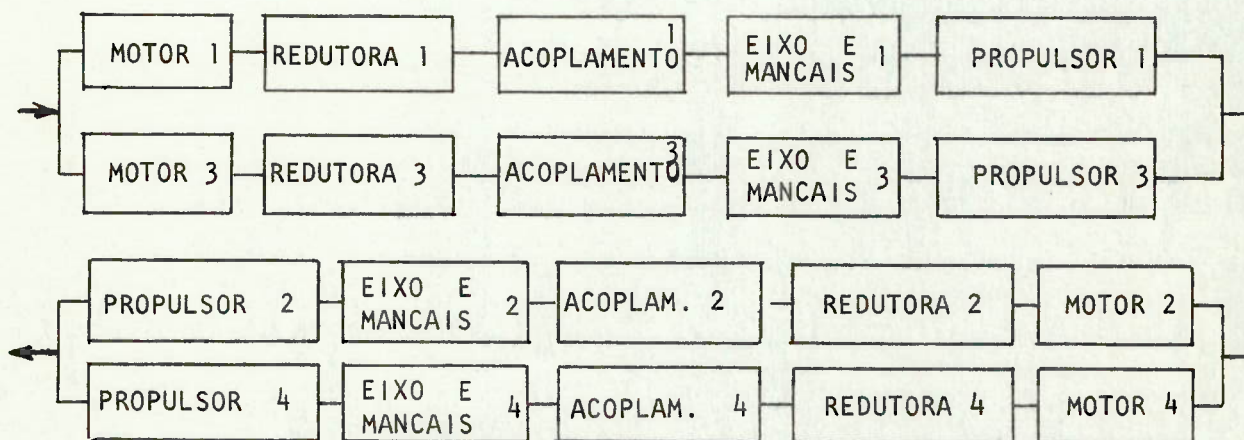 MOTOR 1
REDUTORA 1
ACOPLAMENTO 1
EIXO E
MANCAIS 1
PROPULSOR 1
MOTOR 3
REDUTORA 3
ACOPLAMENTO 3
EIXO E
MANCAIS 3
PROPULSOR 3
PROPULSOR 2
EIXO E
MANCAIS 2
ACOPLAM. 2
REDUTORA 2
MOTOR 2
PROPULSOR 4
EIXO E
MANCAIS 4
ACOPLAM. 4
REDUTORA 4
MOTOR 4